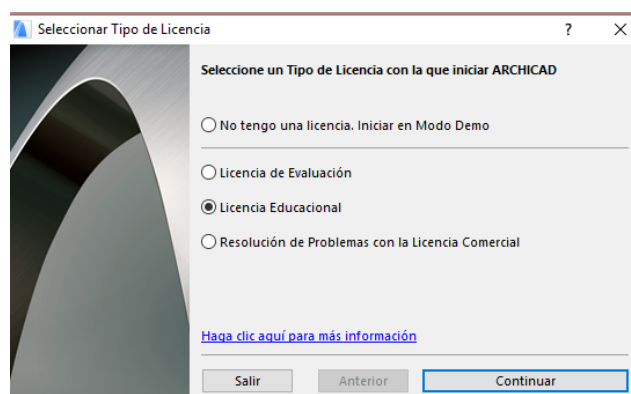 Seleccionar Tipo de Licencia
Seleccione un Tipo de Licencia con la que iniciar ARCHICAD
No tengo una licencia. Iniciar en Modo Demo
Licencia de Evaluación
Licencia Educacional
Resolución de Problemas con la Licencia Comercial
Haga clic aquí para más información
Salir Anterior Continuar